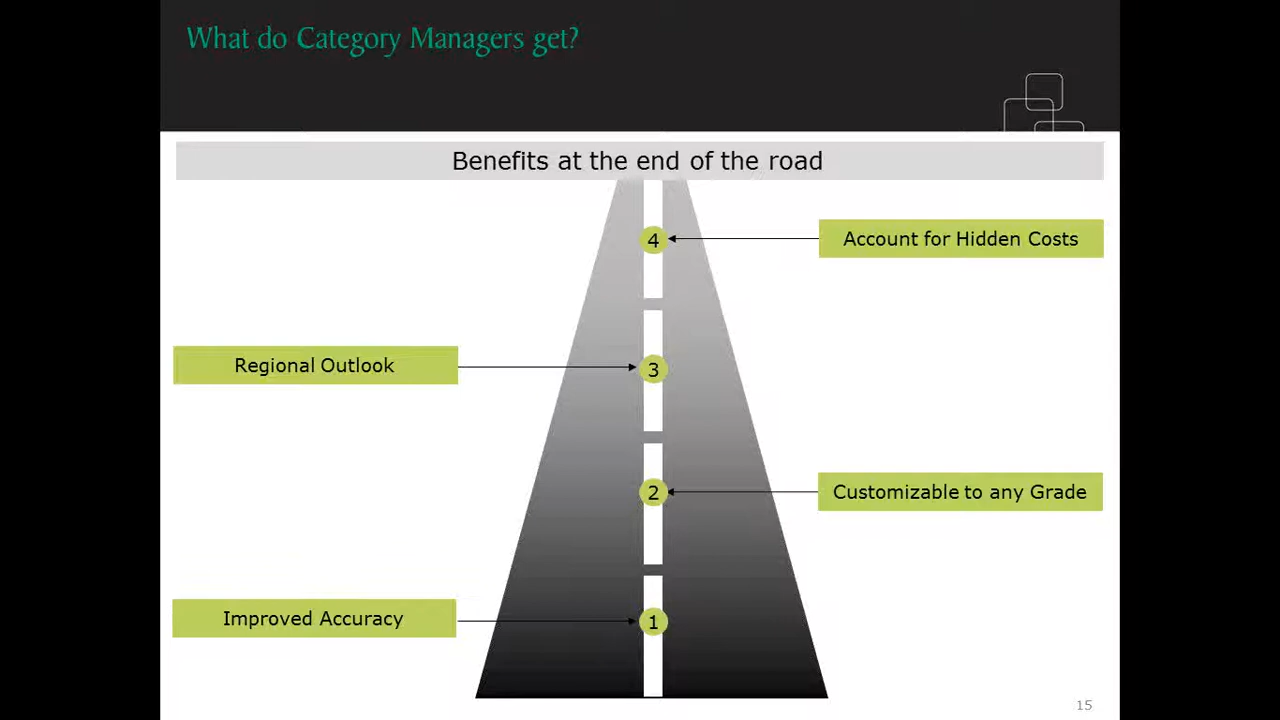 What do Category Managers get?
Benefits at the end of the road
4
Account for Hidden Costs
Regional Outlook
3
2
Customizable to any Grade
Improved Accuracy
1
15